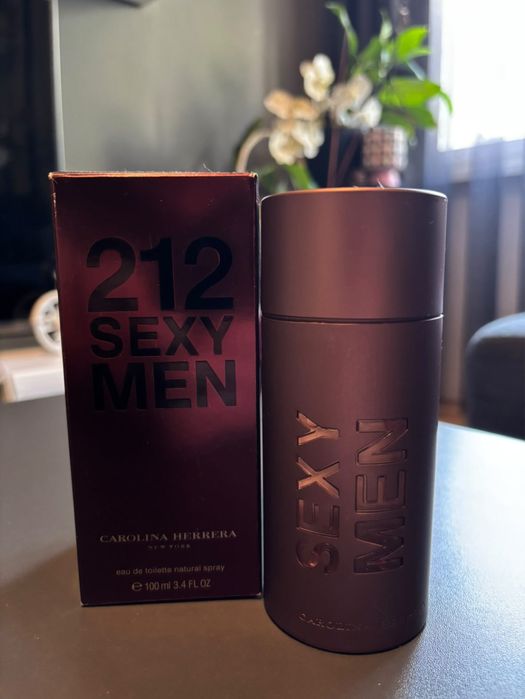 212
SEXY
MEN
CAROLINA HERRERA
NEW YORK
eau de toilette natural spray
℮ 100 ml 3.4 FL OZ
SEXY
MEN